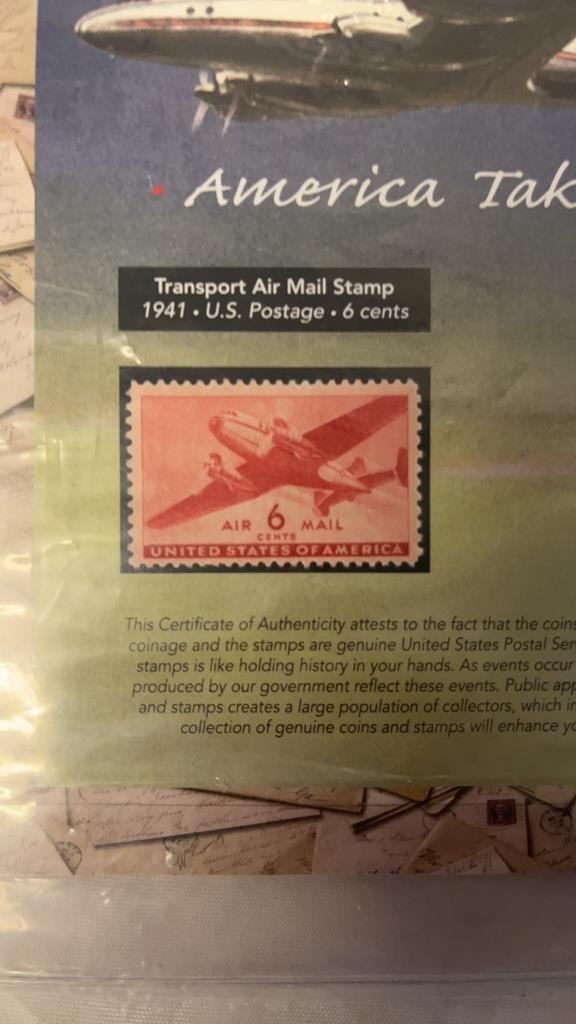 America Tak
Transport Air Mail Stamp
1941 • U.S. Postage • 6 cents
AIR 6 MAIL
CENTS
UNITED STATES OF AMERICA
This Certificate of Authenticity attests to the fact that the coins
coinage and the stamps are genuine United States Postal Ser
stamps is like holding history in your hands. As events occur
produced by our government reflect these events. Public app
and stamps creates a large population of collectors, which in
collection of genuine coins and stamps will enhance yo